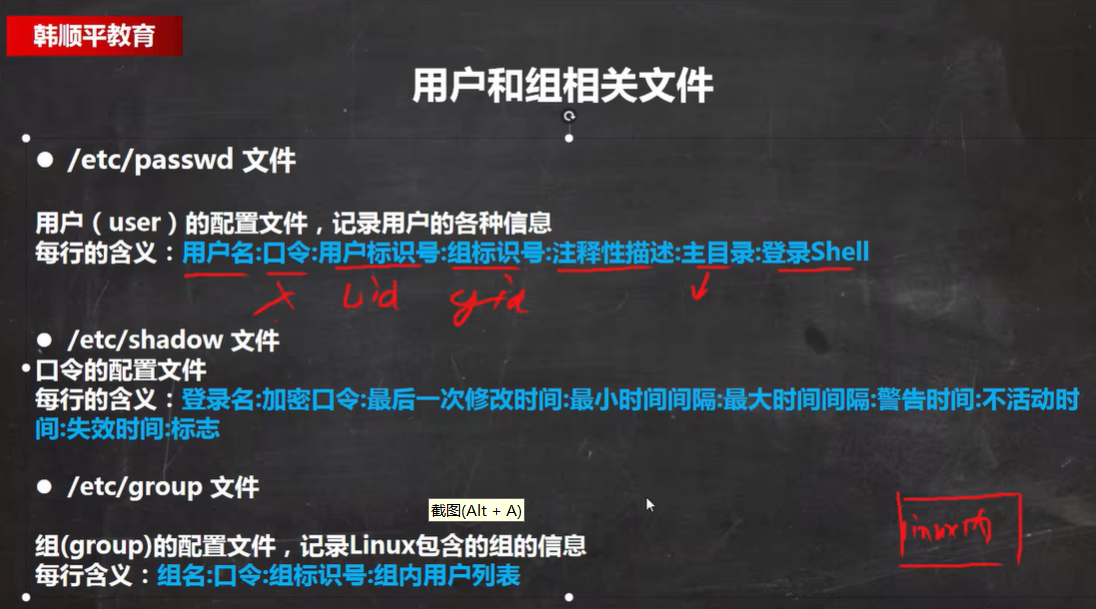 韩顺平教育
用户和组相关文件
● /etc/passwd 文件
用户（user）的配置文件，记录用户的各种信息
每行的含义：用户名:口令:用户标识号:组标识号:注释性描述:主目录:登录Shell
x uid gid
● /etc/shadow 文件
口令的配置文件
每行的含义：登录名:加密口令:最后一次修改时间:最小时间间隔:最大时间间隔:警告时间:不活动时
间:失效时间:标志
● /etc/group 文件
截图(Alt + A)
linux内
组(group)的配置文件，记录Linux包含的组的信息
每行含义：组名:口令:组标识号:组内用户列表